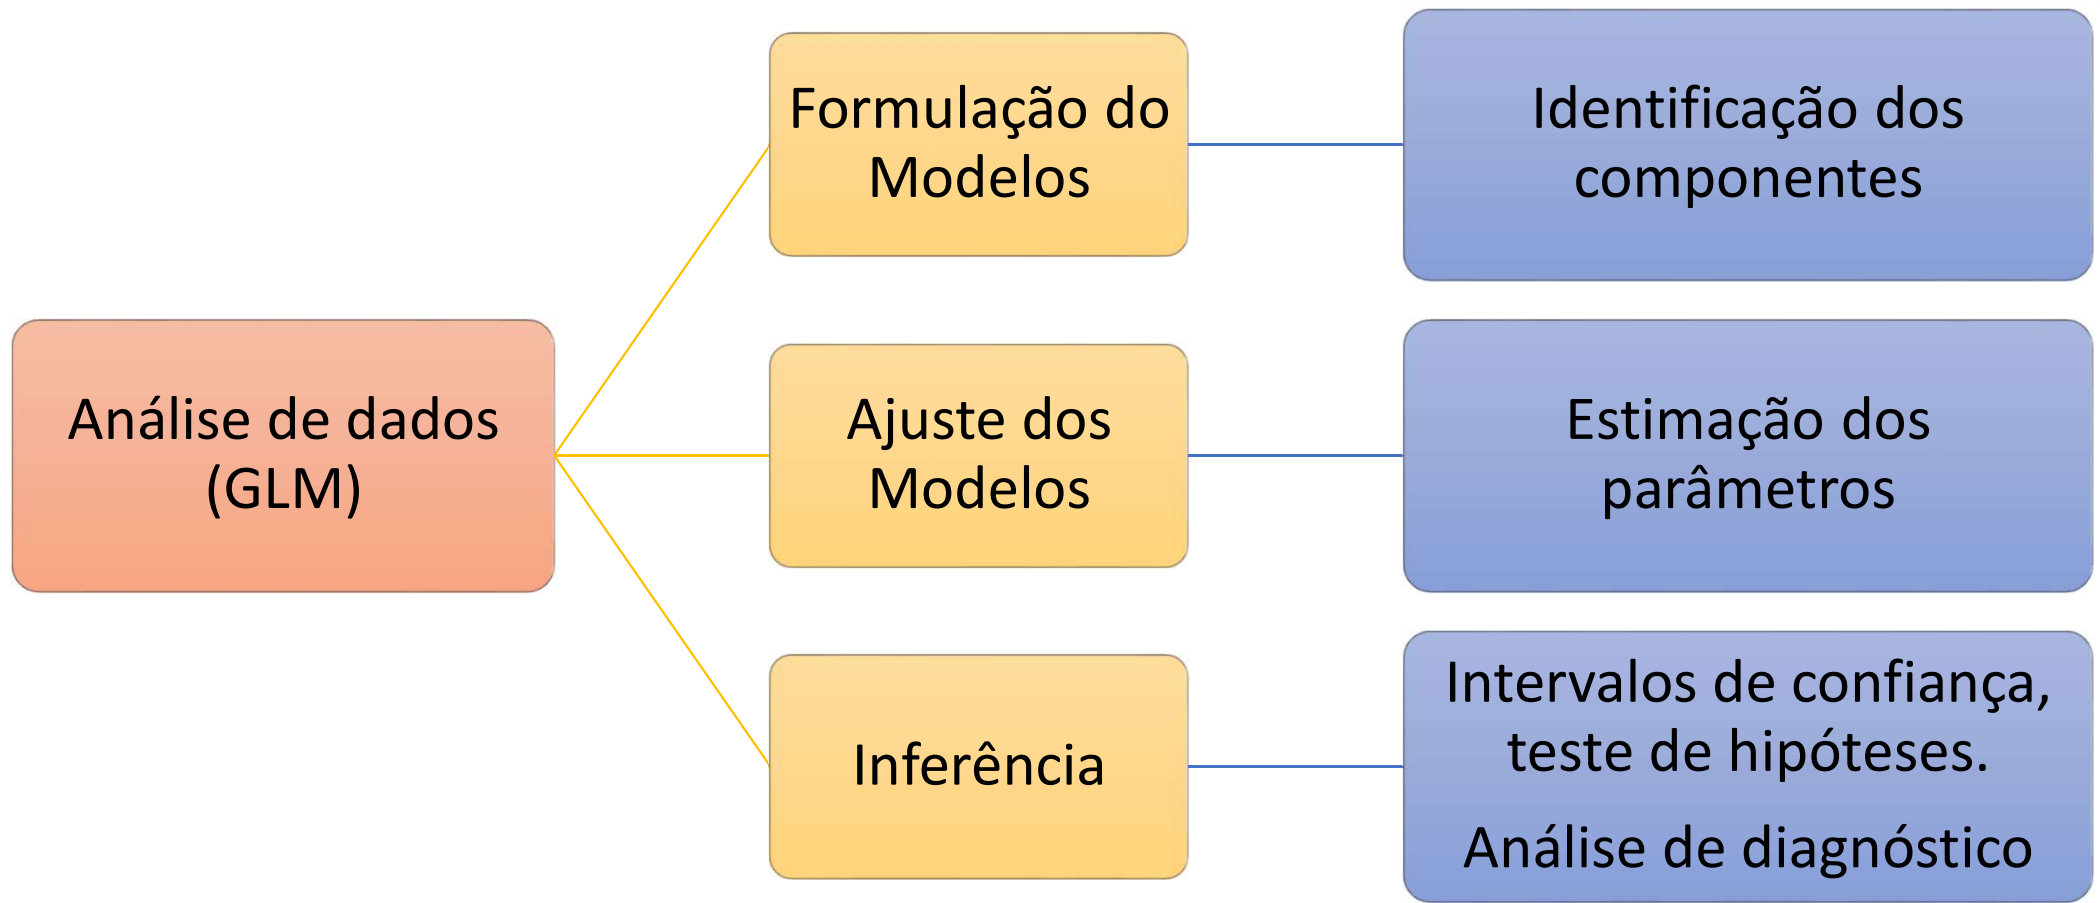 Análise de dados
(GLM)
Formulação do
Modelos
Identificação dos
componentes
Ajuste dos
Modelos
Estimação dos
parâmetros
Inferência
Intervalos de confiança,
teste de hipóteses.
Análise de diagnóstico